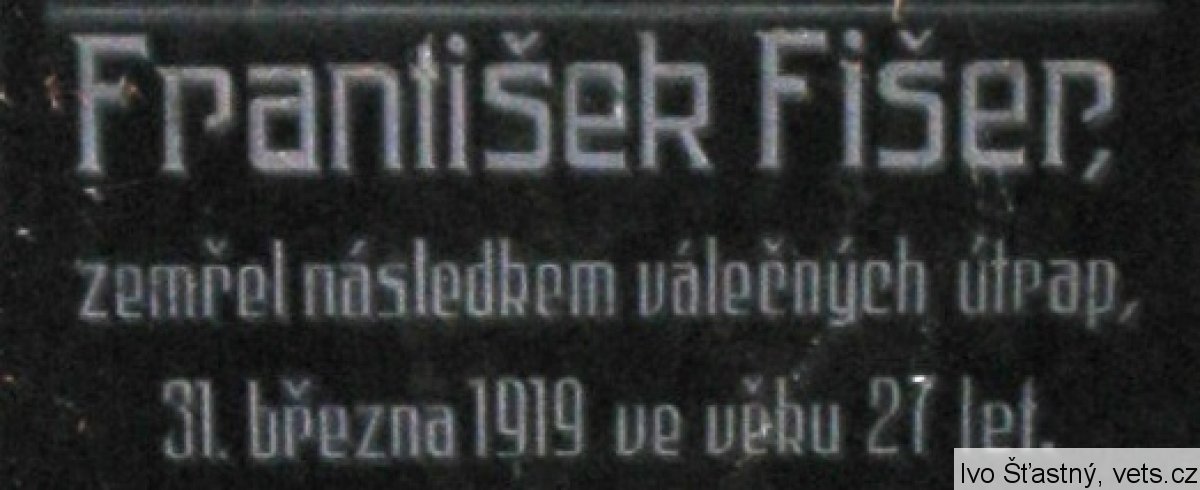 František Fišer,
zemřel následkem válečných útrap,
31. března 1919 ve věku 27 let.
Ivo Šťastný, vets.cz